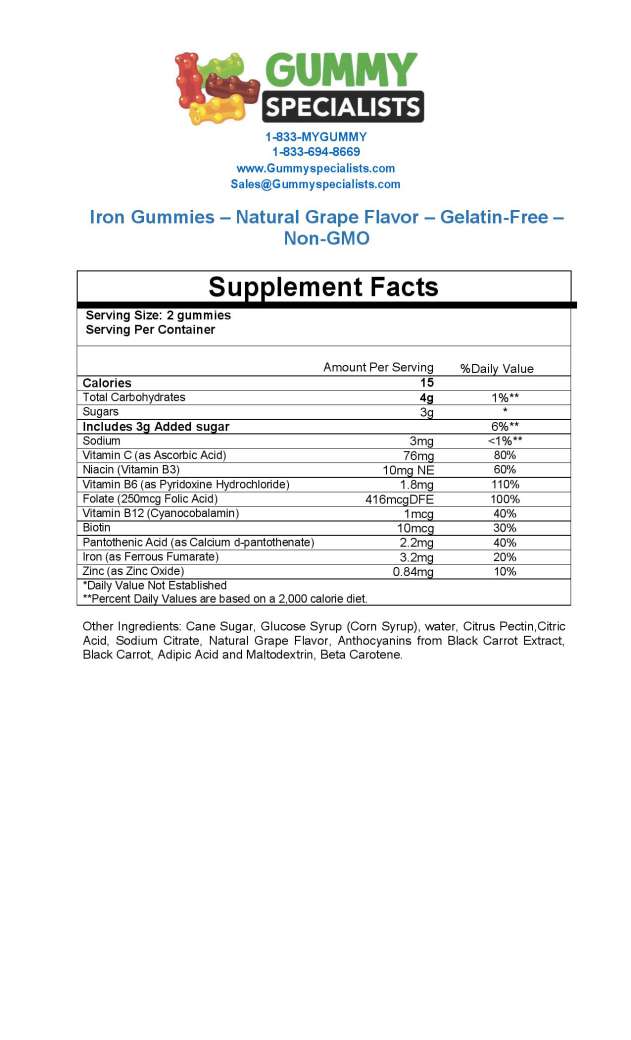 GUMMY
SPECIALISTS
1-833-MYGUMMY
1-833-694-8669
www.Gummyspecialists.com
Sales@Gummyspecialists.com
Iron Gummies – Natural Grape Flavor – Gelatin-Free –
Non-GMO
Supplement Facts
Serving Size: 2 gummies
Serving Per Container
Amount Per Serving %Daily Value
Calories 15
Total Carbohydrates 4g 1%**
Sugars 3g *
Includes 3g Added sugar 6%**
Sodium 3mg <1%**
Vitamin C (as Ascorbic Acid) 76mg 80%
Niacin (Vitamin B3) 10mg NE 60%
Vitamin B6 (as Pyridoxine Hydrochloride) 1.8mg 110%
Folate (250mcg Folic Acid) 416mcgDFE 100%
Vitamin B12 (Cyanocobalamin) 1mcg 40%
Biotin 10mcg 30%
Pantothenic Acid (as Calcium d-pantothenate) 2.2mg 40%
Iron (as Ferrous Fumarate) 3.2mg 20%
Zinc (as Zinc Oxide) 0.84mg 10%
*Daily Value Not Established
**Percent Daily Values are based on a 2,000 calorie diet.
Other Ingredients: Cane Sugar, Glucose Syrup (Corn Syrup), water, Citrus Pectin,Citric
Acid, Sodium Citrate, Natural Grape Flavor, Anthocyanins from Black Carrot Extract,
Black Carrot, Adipic Acid and Maltodextrin, Beta Carotene.